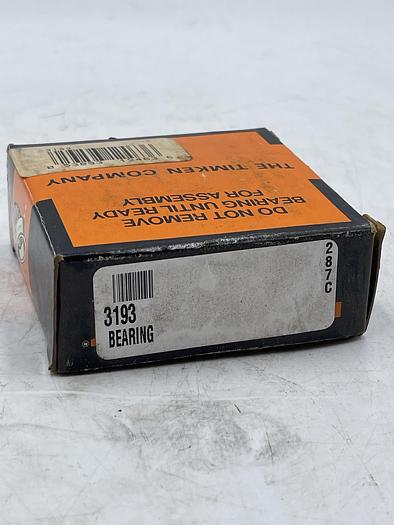 THE TIMKEN COMPANY
DO NOT REMOVE
BEARING UNTIL READY
FOR ASSEMBLY
3193
BEARING
287C